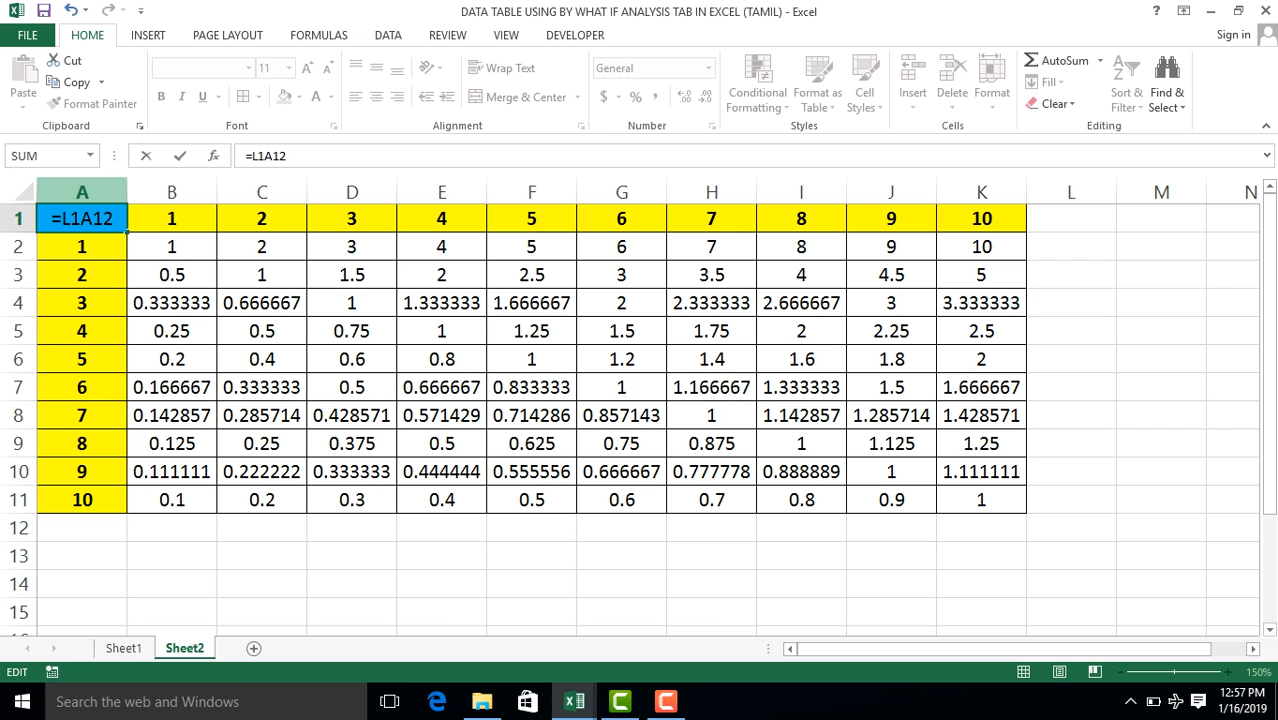 DATA TABLE USING BY WHAT IF ANALYSIS TAB IN EXCEL (TAMIL) - Excel
FILE HOME INSERT PAGE LAYOUT FORMULAS DATA REVIEW VIEW DEVELOPER Sign in
Paste Cut Copy Format Painter
11
Wrap Text Merge & Center
General
$ % ,
B I U A
Conditional Formatting Format as Table Cell Styles
Insert Delete Format
AutoSum Fill Clear Sort & Filter Find & Select
Clipboard Font Alignment Number Styles Cells Editing
SUM fx =L1A12
A B C D E F G H I J K L M N
1 =L1A12 1 2 3 4 5 6 7 8 9 10
2 1 1 2 3 4 5 6 7 8 9 10
3 2 0.5 1 1.5 2 2.5 3 3.5 4 4.5 5
4 3 0.333333 0.666667 1 1.333333 1.666667 2 2.333333 2.666667 3 3.333333
5 4 0.25 0.5 0.75 1 1.25 1.5 1.75 2 2.25 2.5
6 5 0.2 0.4 0.6 0.8 1 1.2 1.4 1.6 1.8 2
7 6 0.166667 0.333333 0.5 0.666667 0.833333 1 1.166667 1.333333 1.5 1.666667
8 7 0.142857 0.285714 0.428571 0.571429 0.714286 0.857143 1 1.142857 1.285714 1.428571
9 8 0.125 0.25 0.375 0.5 0.625 0.75 0.875 1 1.125 1.25
10 9 0.111111 0.222222 0.333333 0.444444 0.555556 0.666667 0.777778 0.888889 1 1.111111
11 10 0.1 0.2 0.3 0.4 0.5 0.6 0.7 0.8 0.9 1
12
13
14
15
Sheet1 Sheet2
EDIT 150%
Search the web and Windows 12:57 PM
1/16/2019